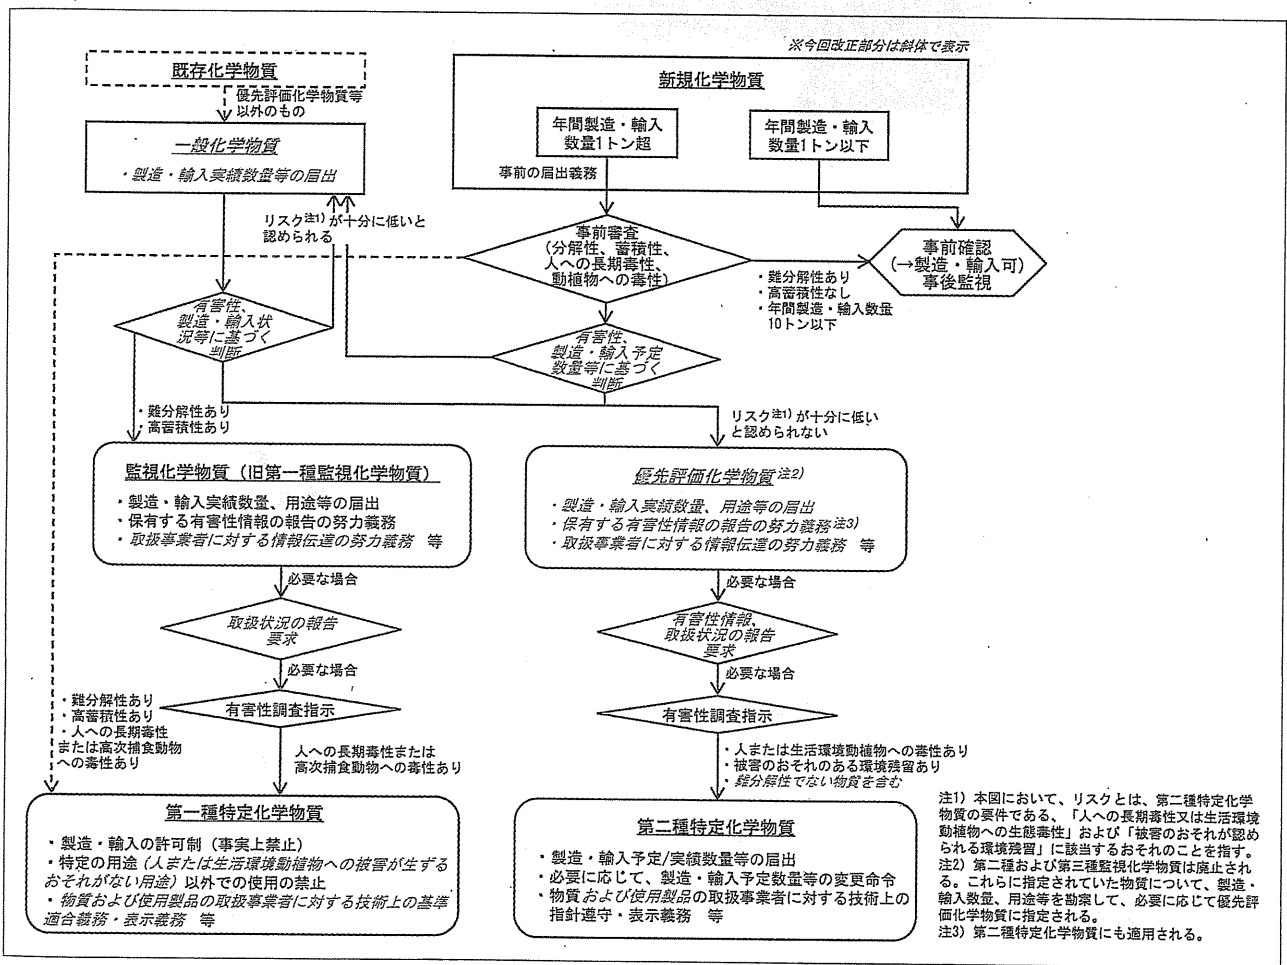 ※今回改正部分は斜体で表示
既存化学物質
優先評価化学物質等
以外のもの
一般化学物質
・製造・輸入実績数量等の届出
新規化学物質
年間製造・輸入
数量1トン超
年間製造・輸入
数量1トン以下
事前の届出義務
リスク注1)が十分に低いと
認められる
事前審査
(分解性、蓄積性、
人への長期毒性、
動植物への毒性)
事前確認
(→製造・輸入可)
事後監視
・難分解性あり
・高蓄積性なし
・年間製造・輸入数量
10トン以下
有害性、
製造・輸入状
況等に基づく
判断
有害性、
製造・輸入予定
数量等に基づく
判断
・難分解性あり
・高蓄積性あり
リスク注1)が十分に低い
と認められない
監視化学物質(旧第一種監視化学物質)
・製造・輸入実績数量、用途等の届出
・保有する有害性情報の報告の努力義務
・取扱事業者に対する情報伝達の努力義務 等
優先評価化学物質注2)
・製造・輸入実績数量、用途等の届出
・保有する有害性情報の報告の努力義務注3)
・取扱事業者に対する情報伝達の努力義務 等
必要な場合
取扱状況の報告
要求
必要な場合
有害性調査指示
必要な場合
有害性情報、
取扱状況の報告
要求
必要な場合
有害性調査指示
・難分解性あり
・高蓄積性あり
・人への長期毒性
または高次捕食動物
への毒性あり
人への長期毒性または
高次捕食動物への毒性あり
・人または生活環境動植物への毒性あり
・被害のおそれのある環境残留あり
・難分解性でない物質を含む
第一種特定化学物質
・製造・輸入の許可制(事実上禁止)
・特定の用途(人または生活環境動植物への被害が生ずる
おそれがない用途)以外での使用の禁止
・物質および使用製品の取扱事業者に対する技術上の基準
適合義務・表示義務 等
第二種特定化学物質
・製造・輸入予定/実績数量等の届出
・必要に応じて、製造・輸入予定数量等の変更命令
・物質および使用製品の取扱事業者に対する技術上の
指針遵守・表示義務 等
注1) 本図において、リスクとは、第二種特定化学
物質の要件である、「人への長期毒性又は生活環境
動植物への生態毒性」および「被害のおそれが認め
られる環境残留」に該当するおそれのことを指す。
注2) 第二種および第三種監視化学物質は廃止され
る。これらに指定されていた物質について、製造・
輸入数量、用途等を勘案して、必要に応じて優先評
価化学物質に指定される。
注3) 第二種特定化学物質にも適用される。